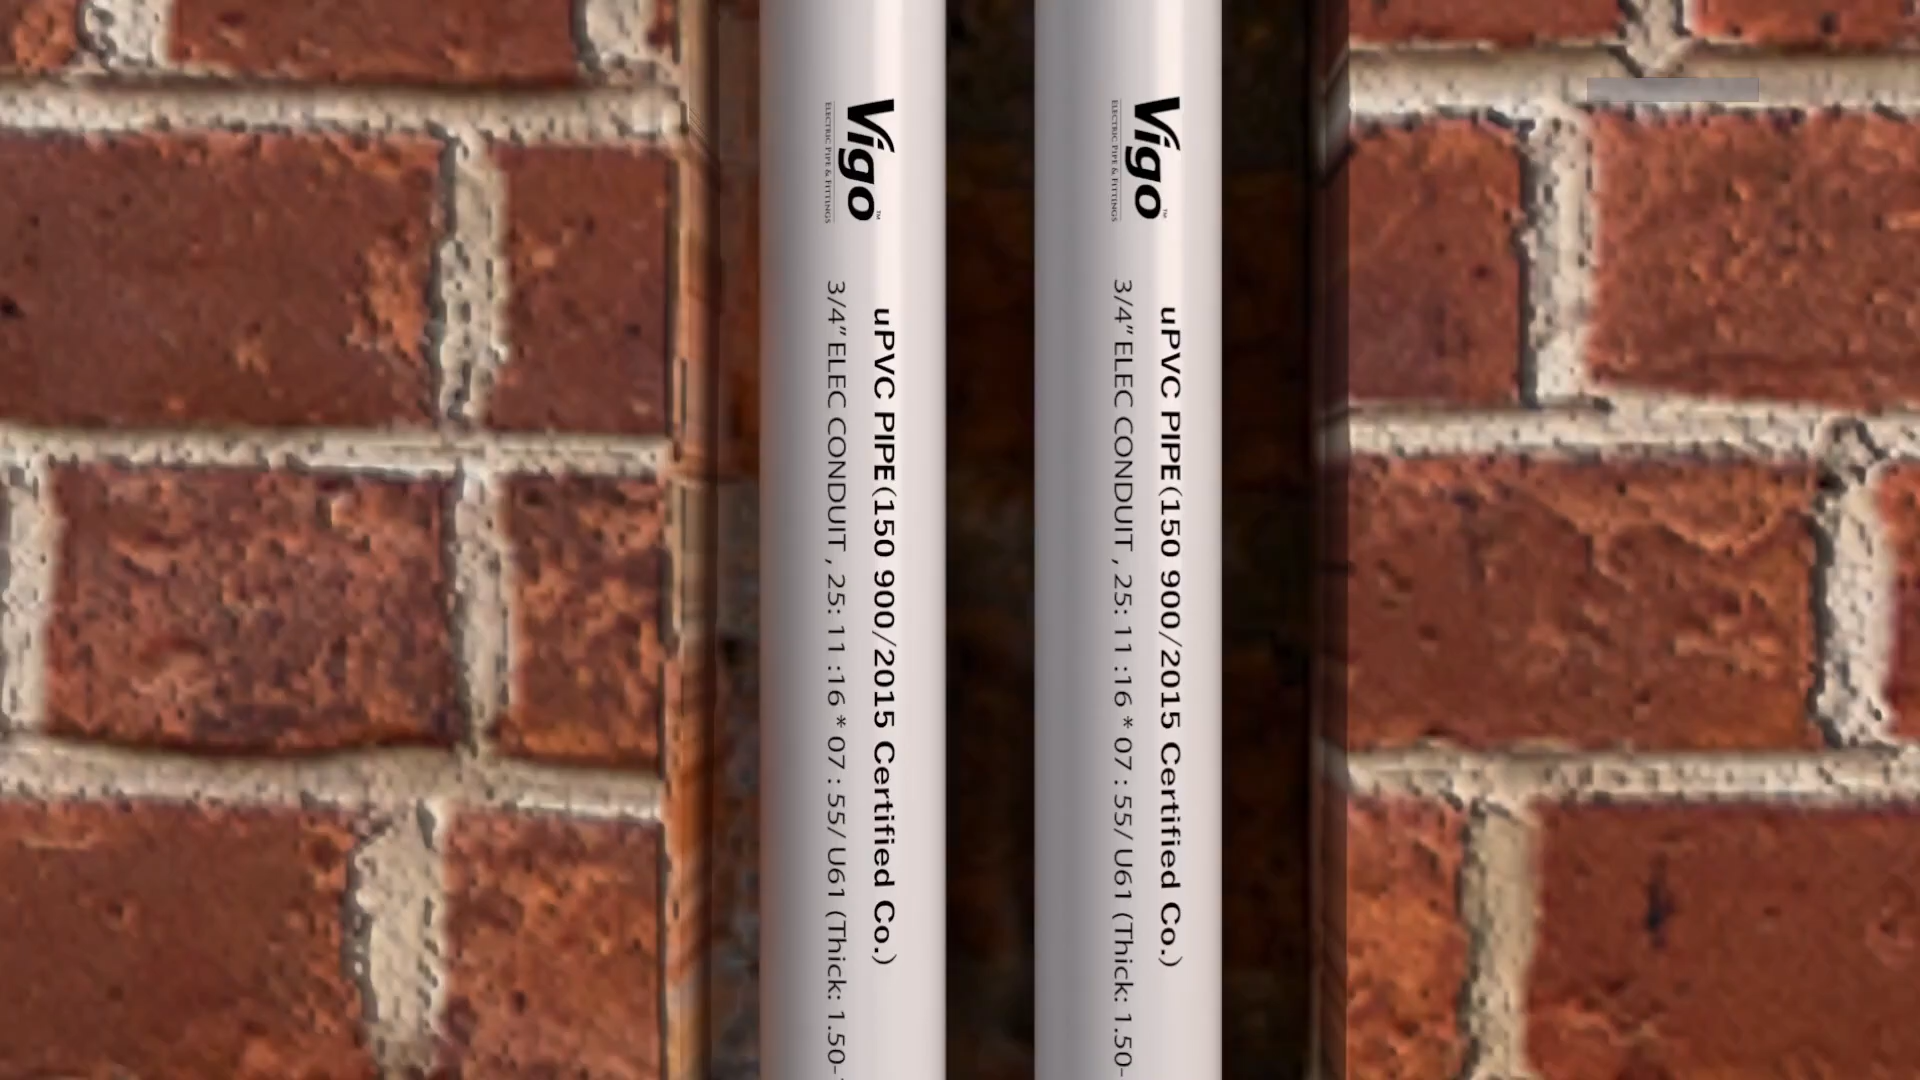 Vigo™
ELECTRIC PIPE & FITTINGS
uPVC PIPE (150 900/2015 Certified Co.)
3/4" ELEC CONDUIT , 25: 11 :16 * 07 : 55/ U61 (Thick: 1.50-
Vigo™
ELECTRIC PIPE & FITTINGS
uPVC PIPE (150 900/2015 Certified Co.)
3/4" ELEC CONDUIT , 25: 11 :16 * 07 : 55/ U61 (Thick: 1.50-